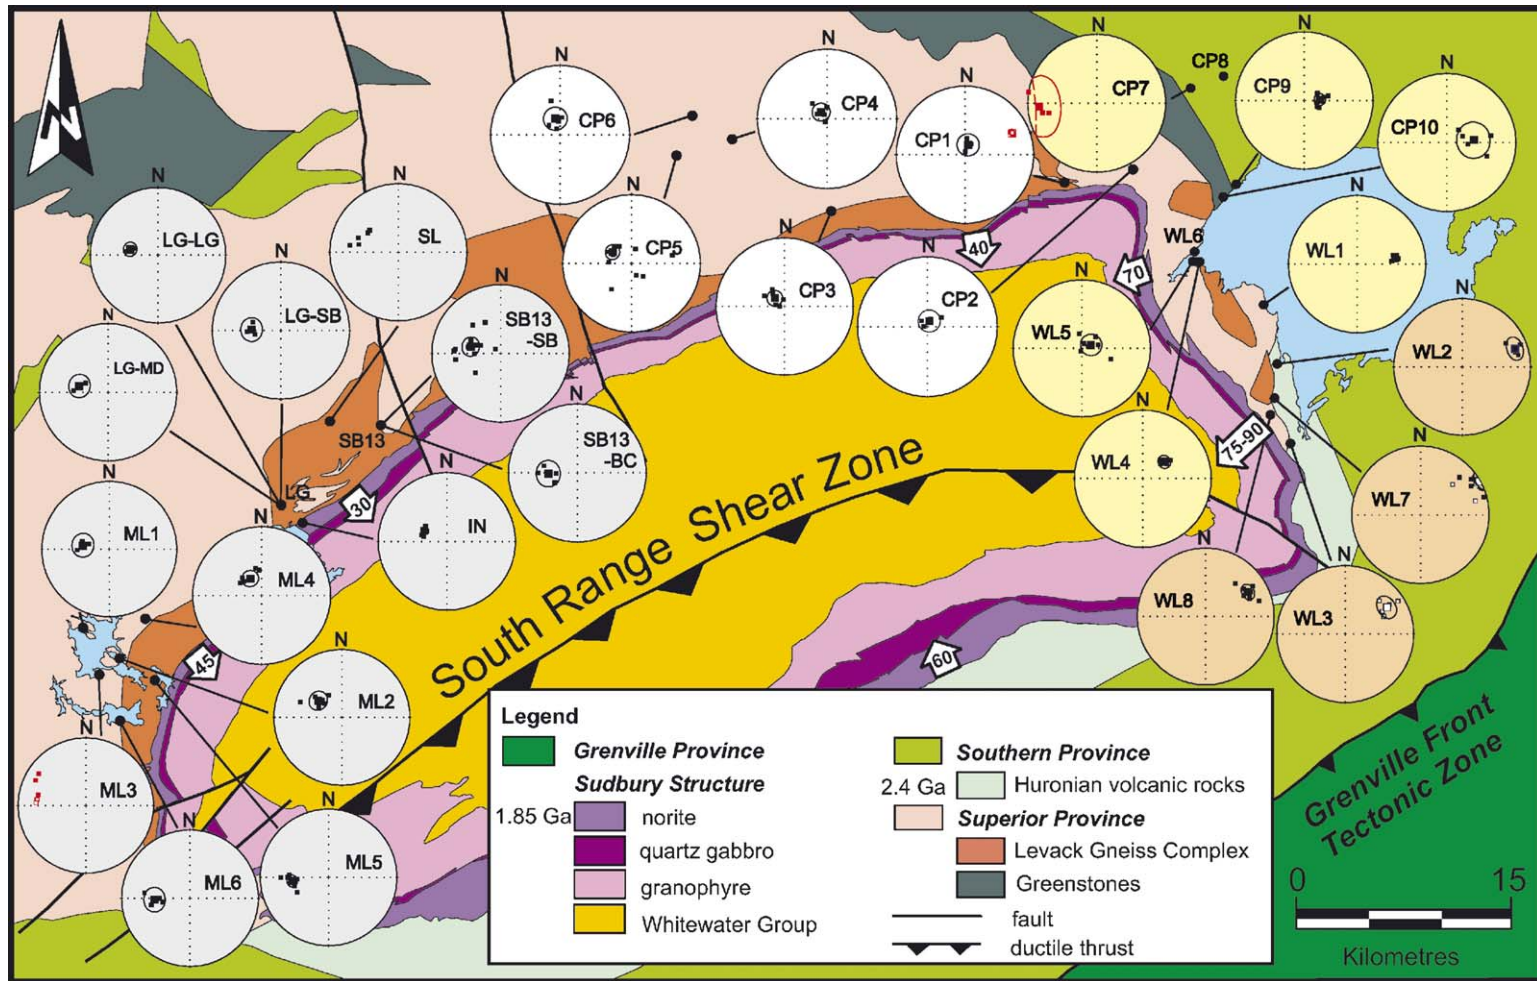 N
N
N
N
N
CP8
N
CP6
CP4
CP1
CP7
CP9
CP10
N
N
N
N
N
LG-LG
SL
CP5
WL6
WL1
N
N
N
40
70
N
LG-SB
SB13
-SB
CP3
CP2
WL5
WL2
N
N
LG-MD
N
SB13
-BC
SB13
N
WL4
75-90
N
WL7
N
LG
30
IN
N
ML1
ML4
N
WL8
WL3
N
45
60
South Range Shear Zone
ML2
N
N
ML3
N
ML5
ML6
Legend
Grenville Province
Sudbury Structure
1.85 Ga
norite
quartz gabbro
granophyre
Whitewater Group
Southern Province
2.4 Ga
Huronian volcanic rocks
Superior Province
Levack Gneiss Complex
Greenstones
fault
ductile thrust
Grenville Front
Tectonic Zone
0 15
Kilometres